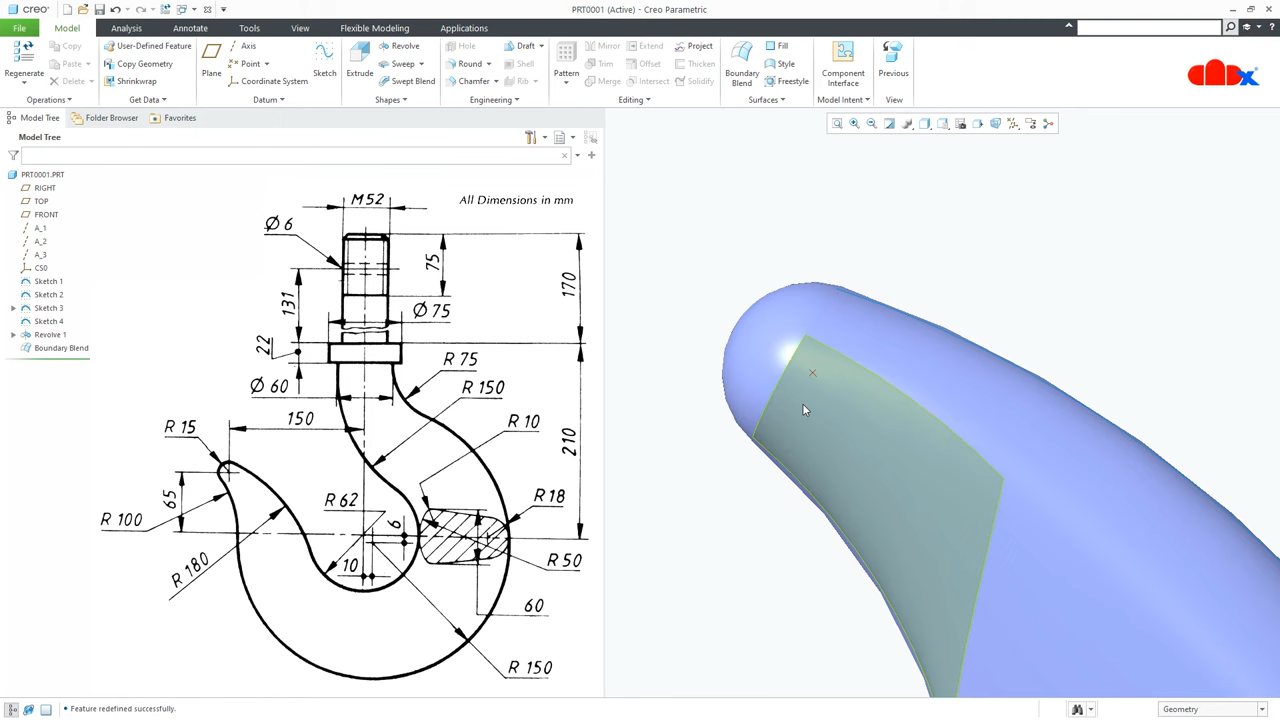 creo
PRT0001 (Active) - Creo Parametric
File Model Analysis Annotate Tools View Flexible Modeling Applications
Regenerate
Copy
Paste
Delete
Operations
User-Defined Feature
Copy Geometry
Shrinkwrap
Get Data
Plane
Axis
Point
Coordinate System
Sketch
Datum
Extrude
Revolve
Sweep
Swept Blend
Shapes
Hole
Round
Chamfer
Draft
Shell
Rib
Engineering
Pattern
Mirror
Trim
Merge
Extend
Offset
Intersect
Project
Thicken
Solidify
Editing
Boundary
Blend
Fill
Style
Freestyle
Surfaces
Component
Interface
Model Intent
Previous
View
Model Tree Folder Browser Favorites
Model Tree
PRT0001.PRT
RIGHT
TOP
FRONT
A_1
A_2
A_3
CS0
Sketch 1
Sketch 2
Sketch 3
Sketch 4
Revolve 1
Boundary Blend
M52
All Dimensions in mm
Ø 6
75
170
131
Ø 75
22
R 75
Ø 60
R 150
150
R 10
R 15
210
65
R 62
6
R 18
R 100
R 180
10
R 50
60
R 150
Feature redefined successfully.
Geometry